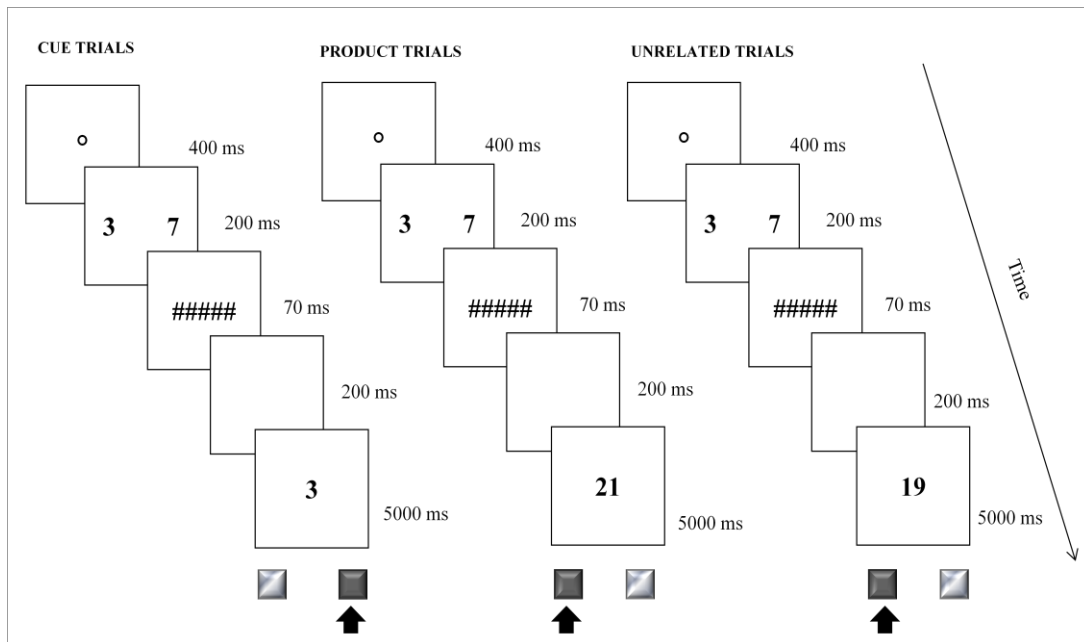 CUE TRIALS
PRODUCT TRIALS
UNRELATED TRIALS
400 ms
3 7
200 ms
#####
70 ms
200 ms
3
5000 ms
400 ms
3 7
200 ms
#####
70 ms
200 ms
21
5000 ms
400 ms
3 7
200 ms
#####
70 ms
200 ms
19
5000 ms
Time